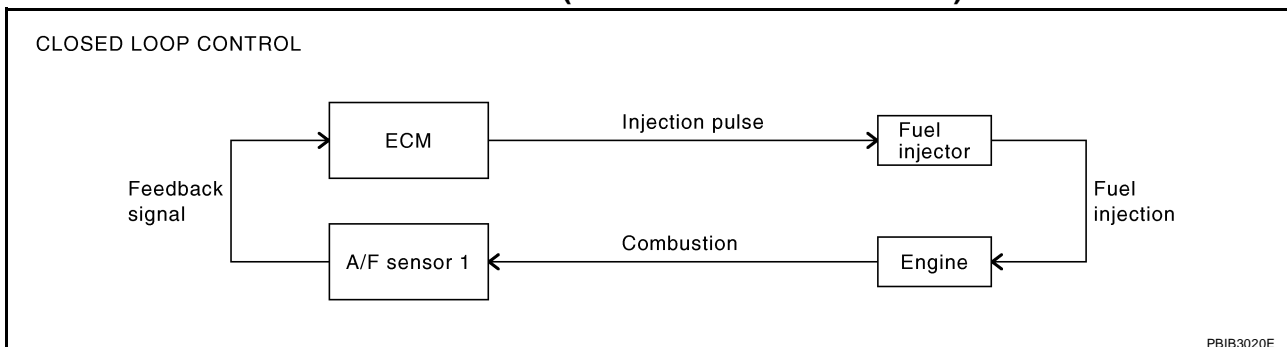 CLOSED LOOP CONTROL
ECM
Injection pulse
Fuel
injector
Feedback
signal
Fuel
injection
A/F sensor 1
Combustion
Engine
PBIB3020E